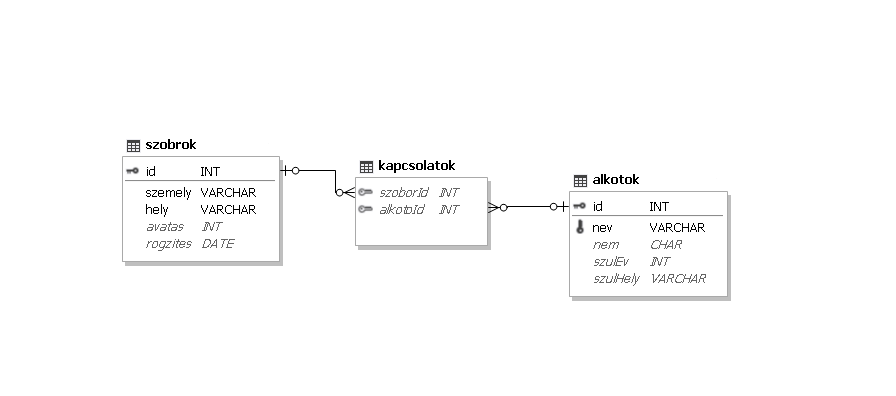 szobrok
id INT
szemely VARCHAR
hely VARCHAR
avatas INT
rogzites DATE
kapcsolatok
szoborId INT
alkotoId INT
alkotok
id INT
nev VARCHAR
nem CHAR
szulEv INT
szulHely VARCHAR